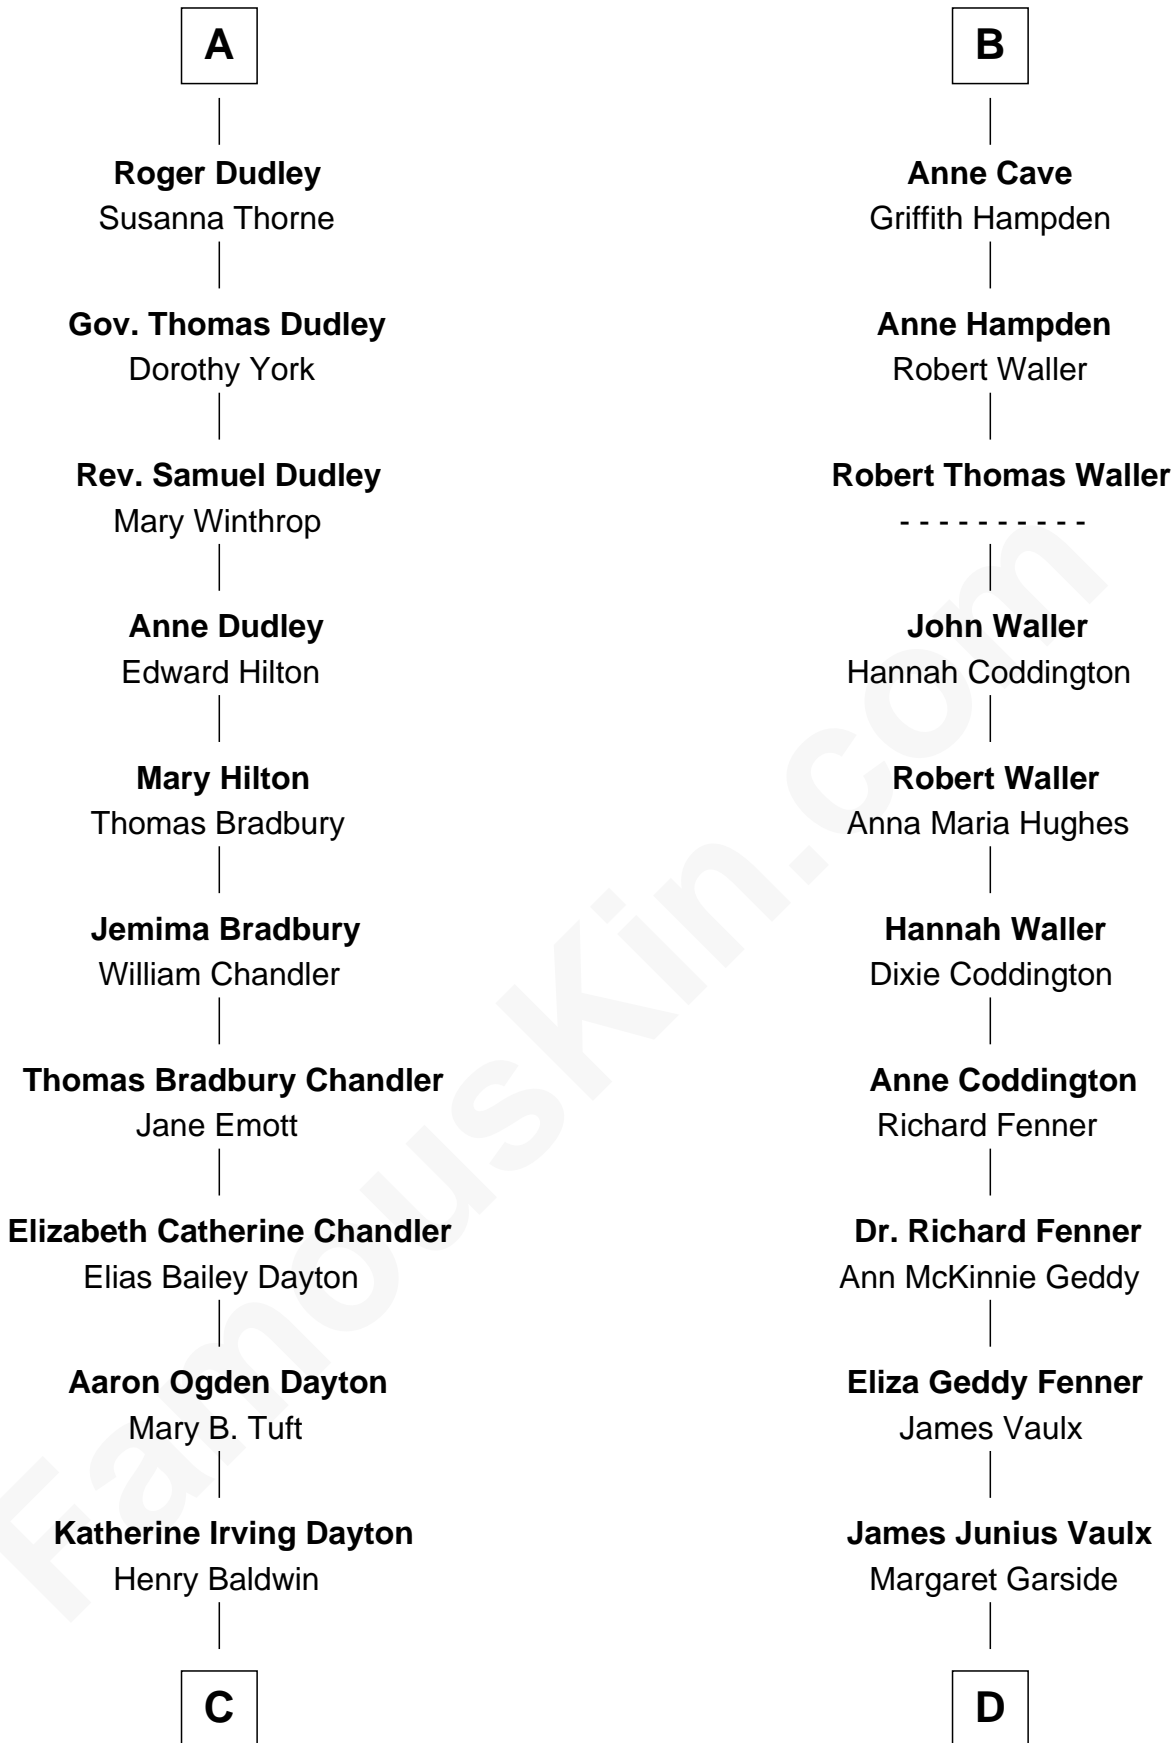 A
Roger Dudley
Susanna Thorne
Gov. Thomas Dudley
Dorothy York
Rev. Samuel Dudley
Mary Winthrop
Anne Dudley
Edward Hilton
Mary Hilton
Thomas Bradbury
Jemima Bradbury
William Chandler
Thomas Bradbury Chandler
Jane Emott
Elizabeth Catherine Chandler
Elias Bailey Dayton
Aaron Ogden Dayton
Mary B. Tuft
Katherine Irving Dayton
Henry Baldwin
C
B
Anne Cave
Griffith Hampden
Anne Hampden
Robert Waller
Robert Thomas Waller
- - - - - - - - - -
John Waller
Hannah Coddington
Robert Waller
Anna Maria Hughes
Hannah Waller
Dixie Coddington
Anne Coddington
Richard Fenner
Dr. Richard Fenner
Ann McKinnie Geddy
Eliza Geddy Fenner
James Vaulx
James Junius Vaulx
Margaret Garside
D
FamousKin.com